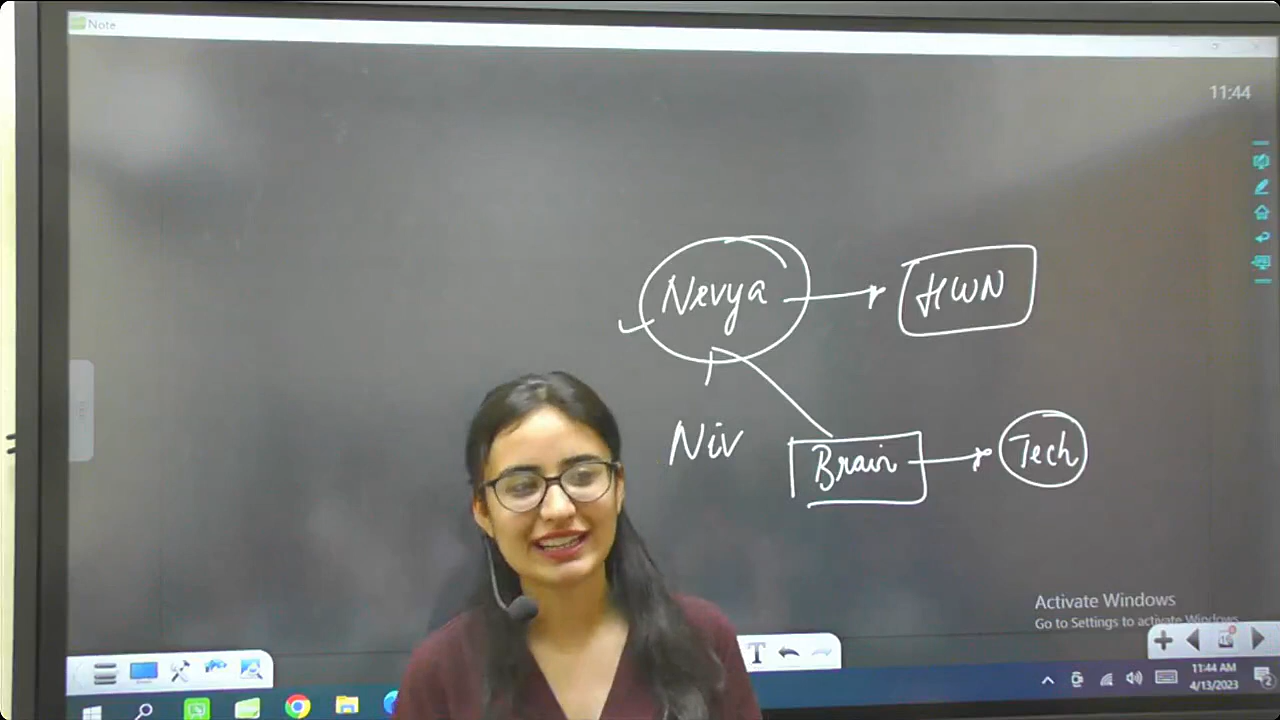 Note
11:44
Nevya
HWN
Niv
Brain
Tech
Activate Windows
Go to Settings to activate Windows.
T
11:44 AM
4/13/2023
2